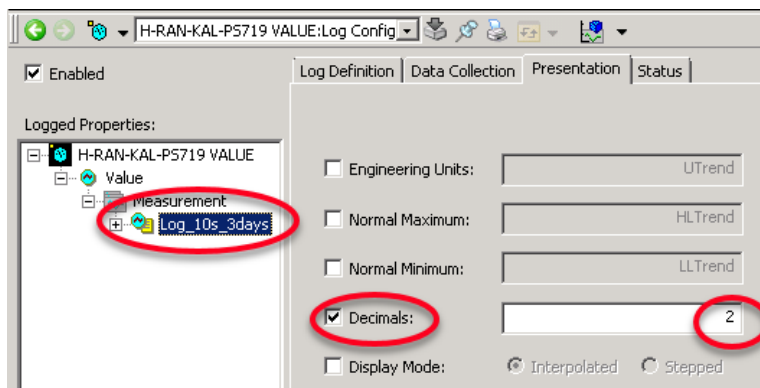 H-RAN-KAL-PS719 VALUE:Log Config
Enabled
Log Definition Data Collection Presentation Status
Logged Properties:
H-RAN-KAL-PS719 VALUE
Value
Measurement
Log_10s_3days
Engineering Units: UTrend
Normal Maximum: HLTrend
Normal Minimum: LLTrend
Decimals: 2
Display Mode: Interpolated Stepped